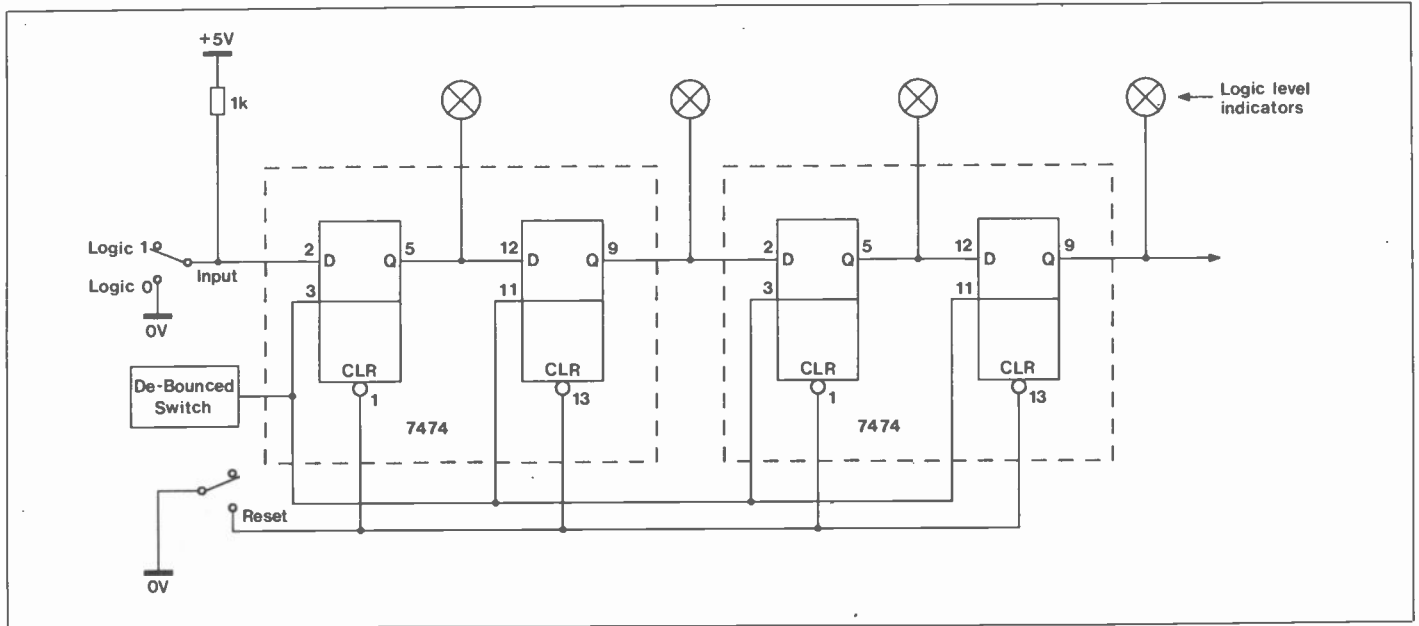 +5V
1k
Logic level
indicators
Logic 1
Input
Logic 0
0V
2
D
Q
5
3
CLR
1
12
D
Q
9
11
CLR
13
7474
2
D
Q
5
3
CLR
1
12
D
Q
9
11
CLR
13
7474
De-Bounced
Switch
Reset
0V